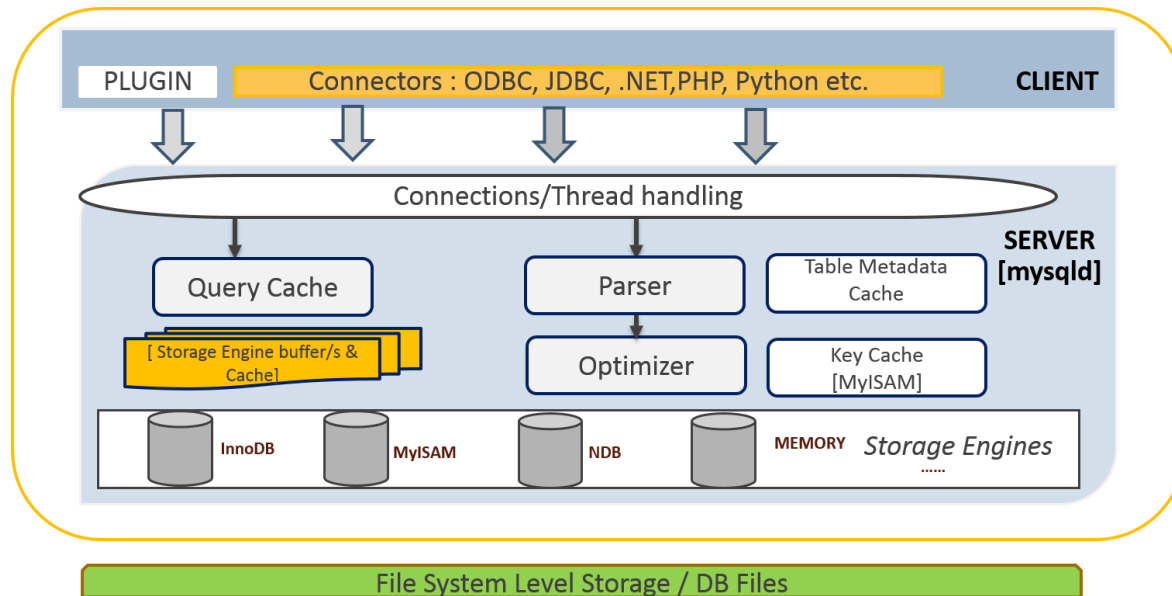 PLUGIN
Connectors : ODBC, JDBC, .NET,PHP, Python etc.
CLIENT
Connections/Thread handling
SERVER
[mysqld]
Query Cache
Parser
Table Metadata
Cache
[ Storage Engine buffer/s &
Cache]
Optimizer
Key Cache
[MyISAM]
InnoDB
MyISAM
NDB
MEMORY
Storage Engines
......
File System Level Storage / DB Files